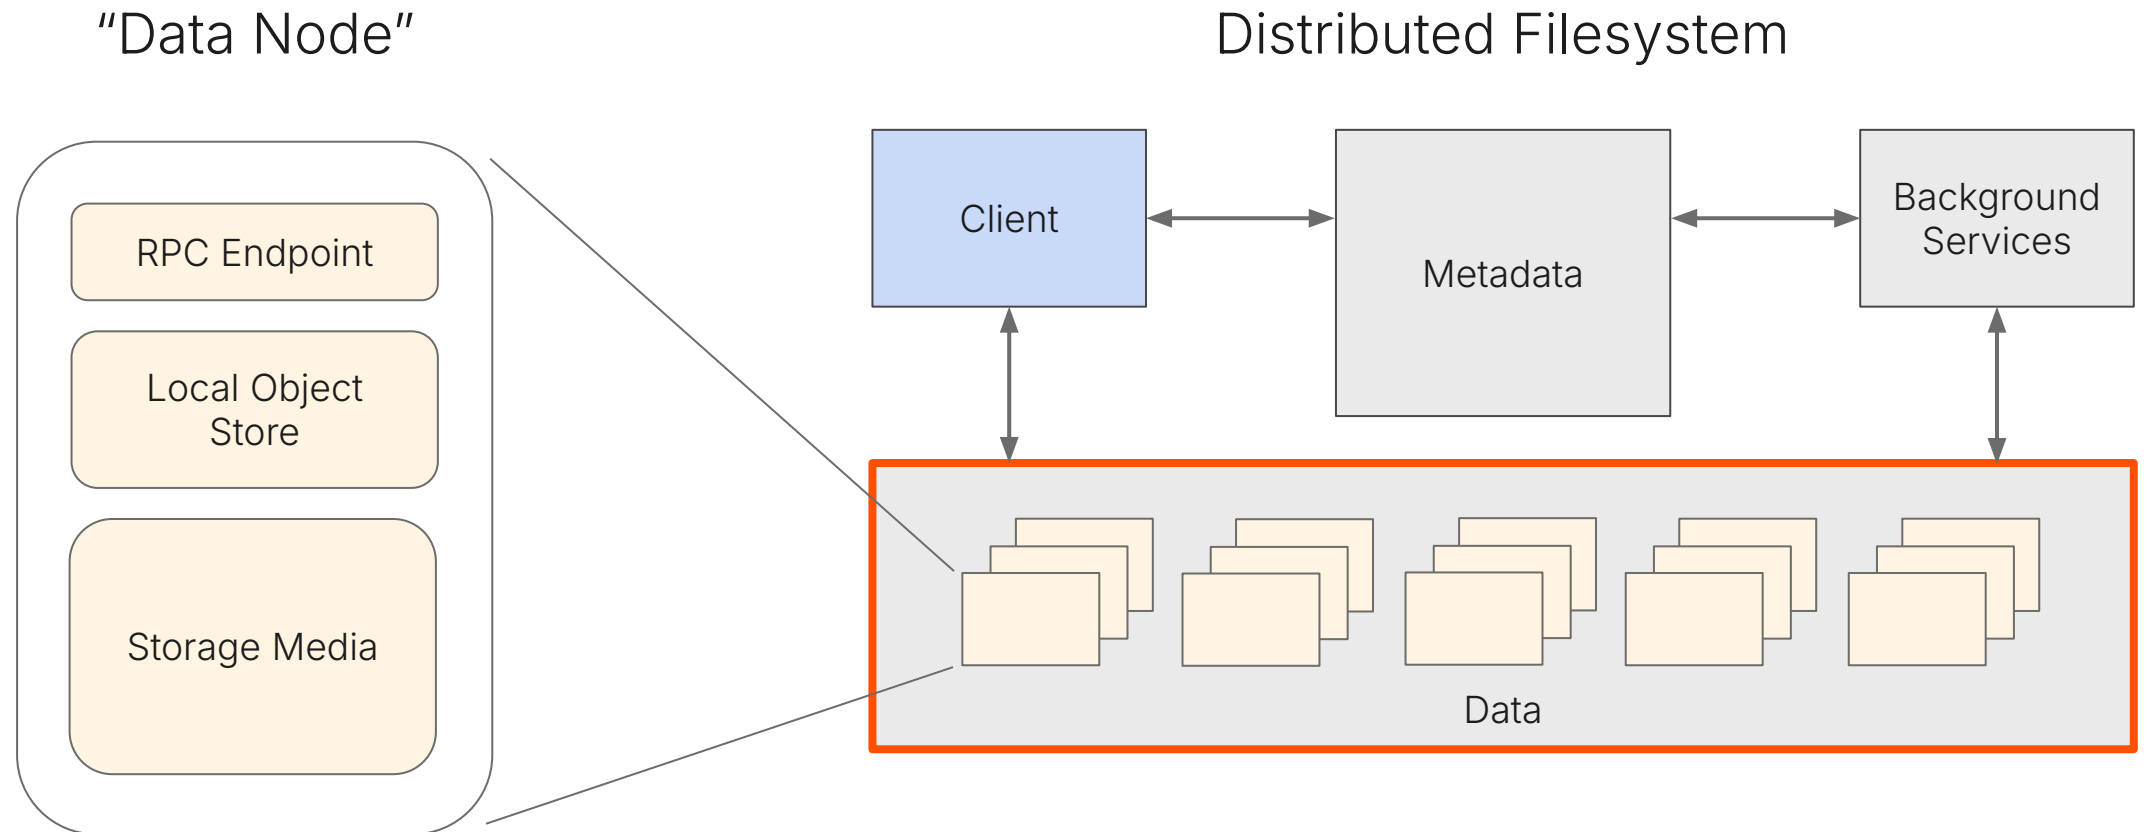 “Data Node”
Distributed Filesystem
RPC Endpoint
Local Object
Store
Storage Media
Client
Metadata
Background
Services
Data